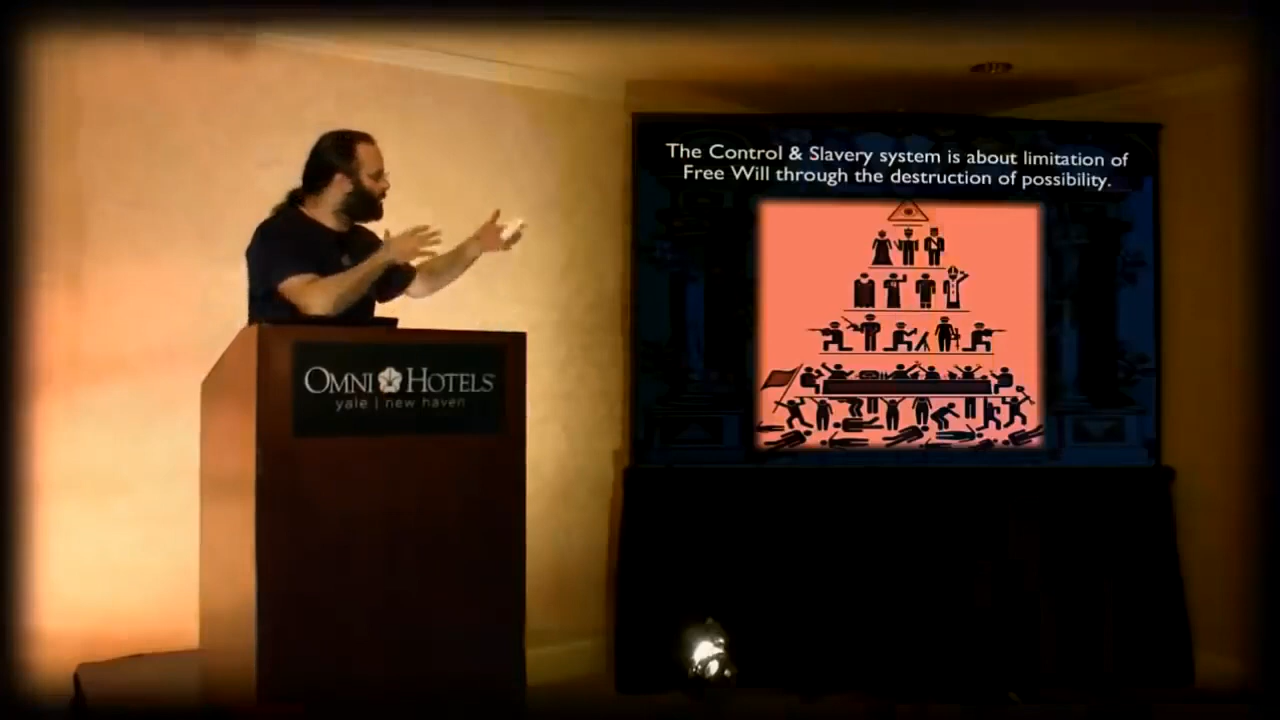 The Control & Slavery system is about limitation of
Free Will through the destruction of possibility.
OMNI HOTELS
yale | new haven